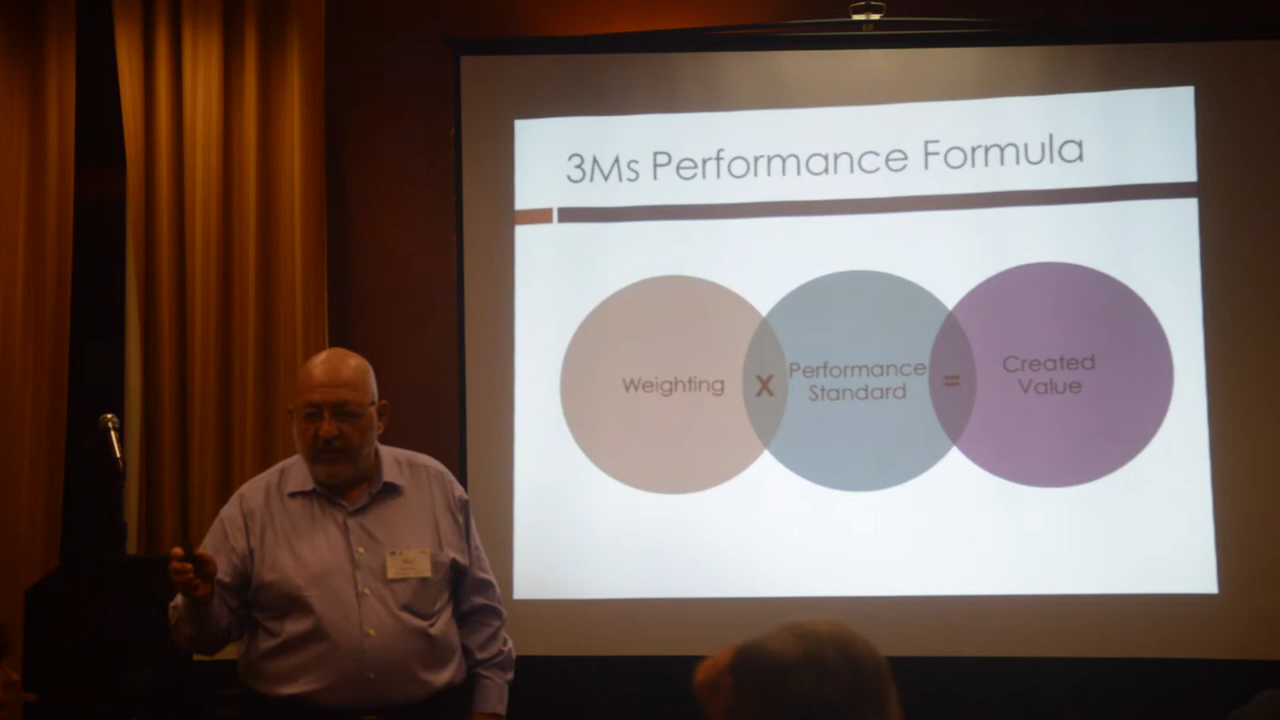 3Ms Performance Formula
Weighting
X
Performance
Standard
=
Created
Value